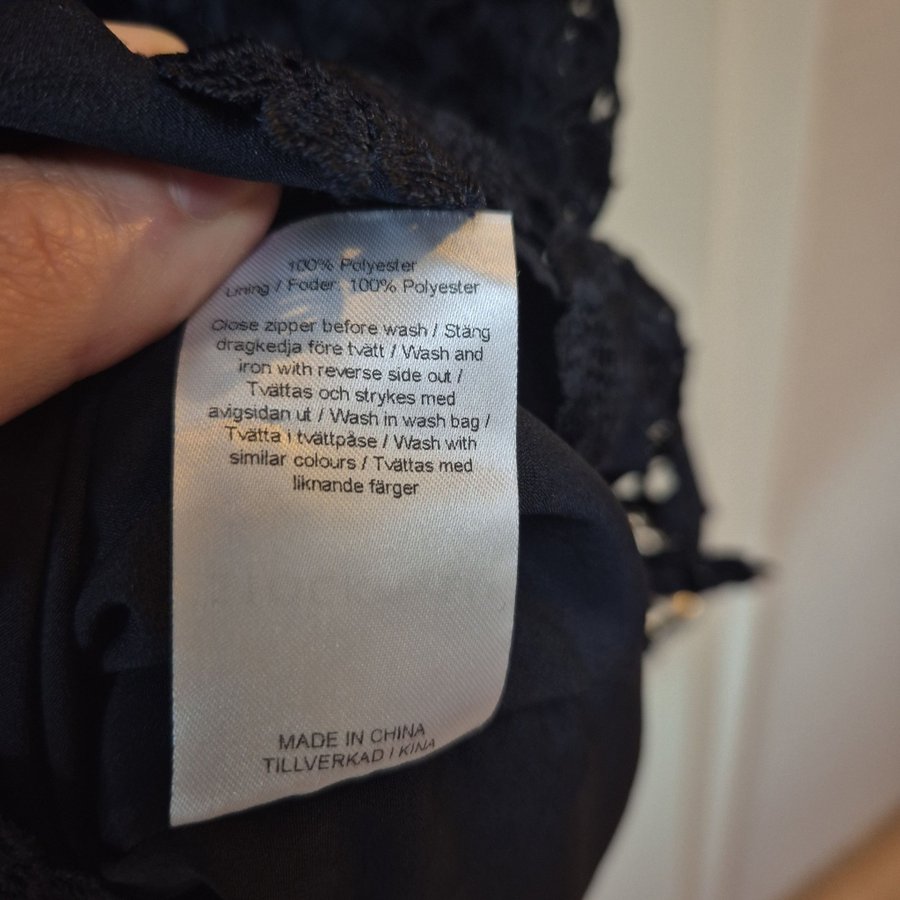 100% Polyester
Lining / Foder: 100% Polyester
Close zipper before wash / Stäng
dragkedja före tvätt / Wash and
iron with reverse side out /
Tvättas och strykes med
avigsidan ut / Wash in wash bag /
Tvätta i tvättpåse / Wash with
similar colours / Tvättas med
liknande färger
MADE IN CHINA
TILLVERKAD I KINA